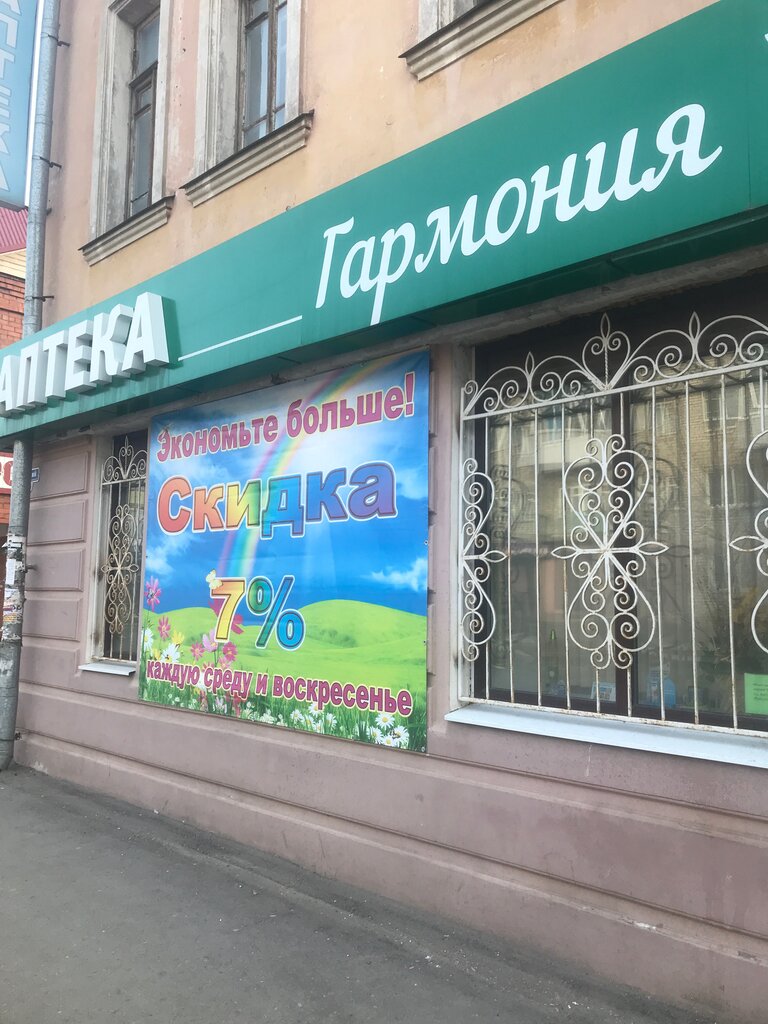 АПТЕКА
Гармония
Экономьте больше!
Скидка
7%
каждую среду и воскресенье